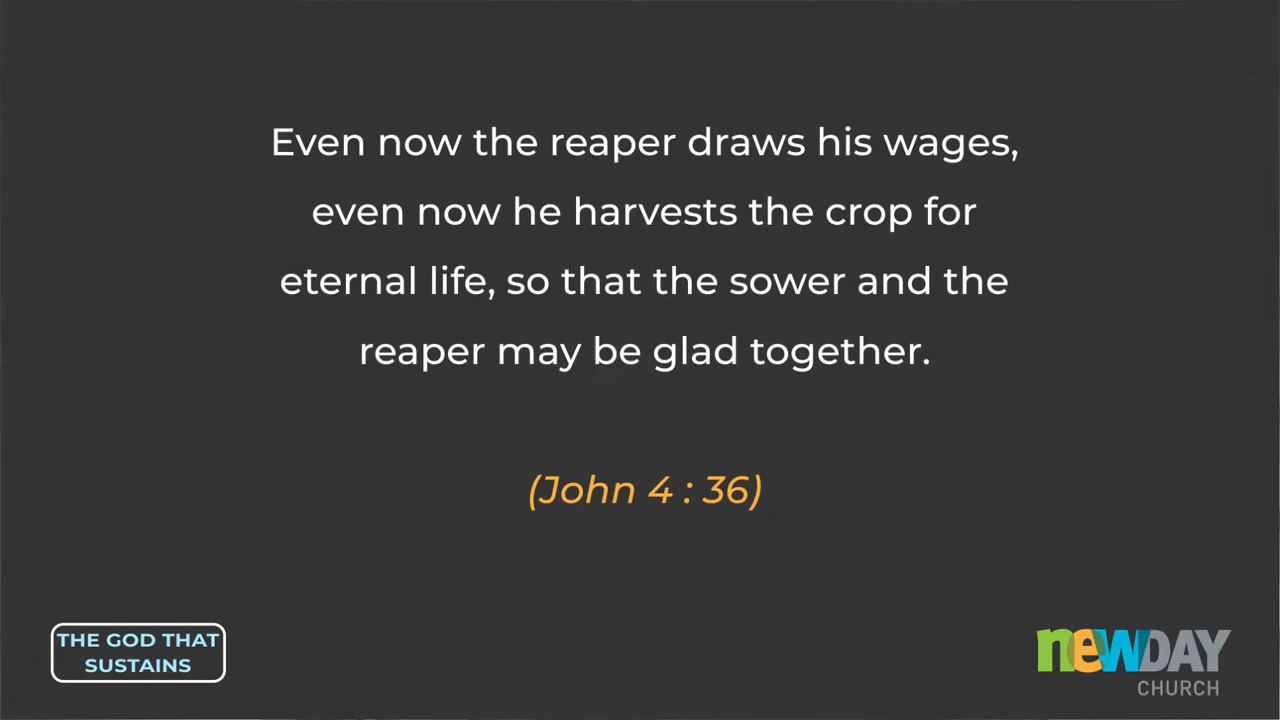 Even now the reaper draws his wages,
even now he harvests the crop for
eternal life, so that the sower and the
reaper may be glad together.
(John 4 : 36)
THE GOD THAT
SUSTAINS
newDAY
CHURCH